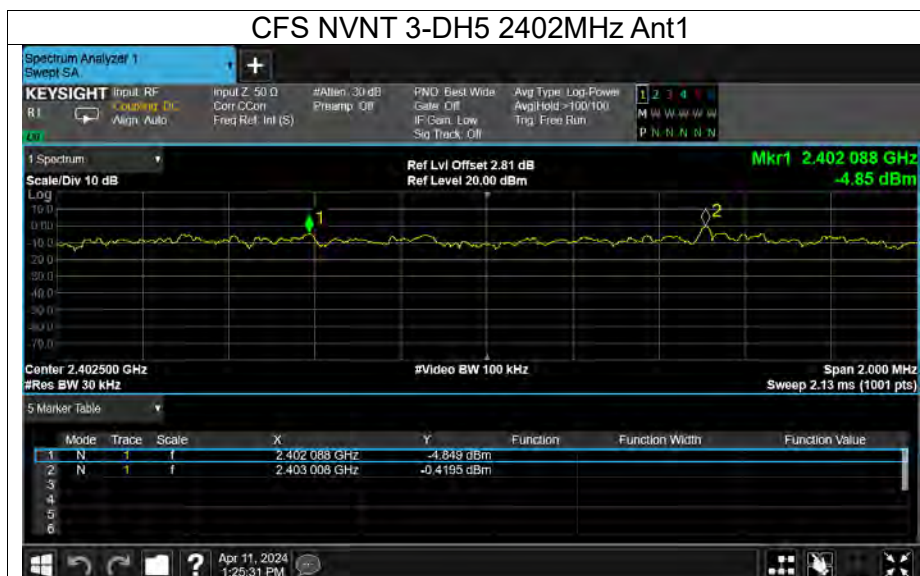 CFS NVNT 3-DH5 2402MHz Ant1
Spectrum Analyzer 1
Swept SA
+
KEYSIGHT
R1
Input: RF
Coupling: DC
Align: Auto
Input Z: 50 Ω
Corr CCorr
Freq Ref: Int (S)
#Atten: 30 dB
Preamp: Off
PNO: Best Wide
Gate: Off
IF Gain: Low
Sig Track: Off
Avg Type: Log-Power
Avg|Hold: >100/100
Trig: Free Run
1 2 3 4 5 6
M W W W W W
P N N N N N
1 Spectrum
Scale/Div 10 dB
Ref Lvl Offset 2.81 dB
Ref Level 20.00 dBm
Mkr1 2.402 088 GHz
-4.85 dBm
Log
10.0
0.00
-10.0
-20.0
-30.0
-40.0
-50.0
-60.0
-70.0
1
2
Center 2.402500 GHz
#Res BW 30 kHz
#Video BW 100 kHz
Span 2.000 MHz
Sweep 2.13 ms (1001 pts)
5 Marker Table
Mode Trace Scale X Y Function Function Width Function Value
1 N 1 f 2.402 088 GHz -4.849 dBm
2 N 1 f 2.403 008 GHz -0.4195 dBm
3
4
5
6
?
Apr 11, 2024
1:25:31 PM